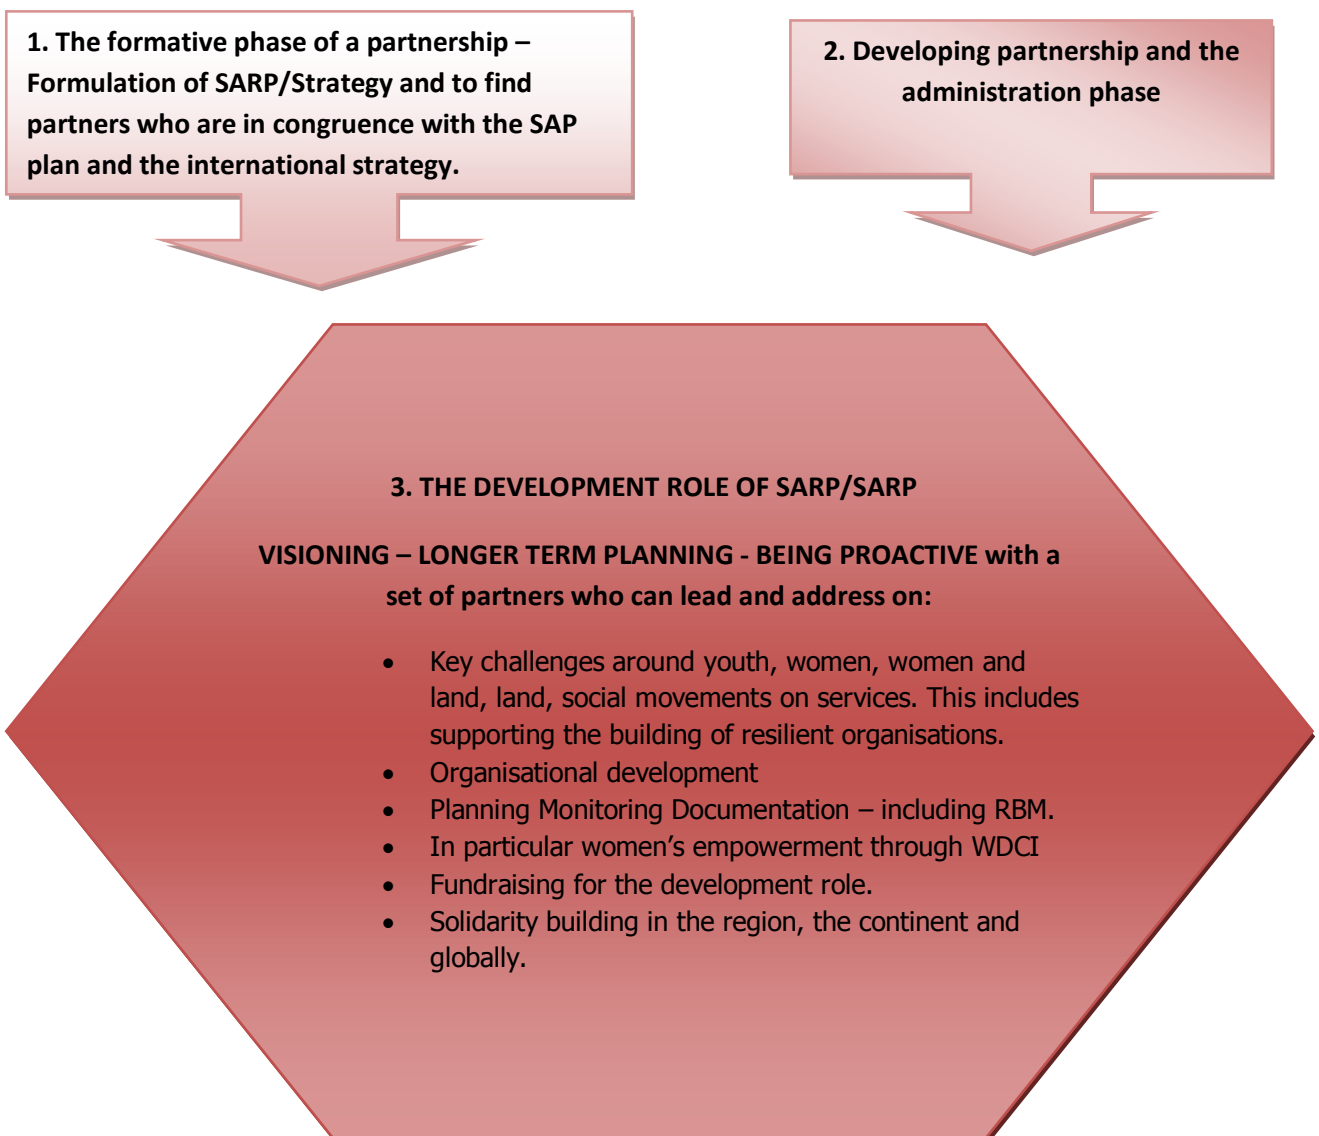 1. The formative phase of a partnership –
Formulation of SARP/Strategy and to find
partners who are in congruence with the SAP
plan and the international strategy.
2. Developing partnership and the
administration phase
3. THE DEVELOPMENT ROLE OF SARP/SARP
VISIONING – LONGER TERM PLANNING - BEING PROACTIVE with a
set of partners who can lead and address on:
• Key challenges around youth, women, women and
land, land, social movements on services. This includes
supporting the building of resilient organisations.
• Organisational development
• Planning Monitoring Documentation – including RBM.
• In particular women’s empowerment through WDCI
• Fundraising for the development role.
• Solidarity building in the region, the continent and
globally.